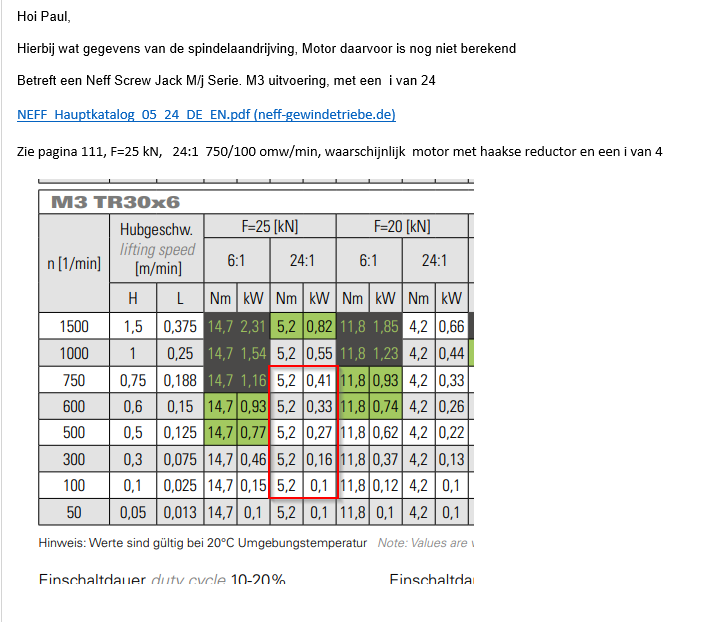 Hoi Paul,
Hierbij wat gegevens van de spindelaandrijving, Motor daarvoor is nog niet berekend
Betreft een Neff Screw Jack M/j Serie. M3 uitvoering, met een  i van 24
NEFF_Hauptkatalog_05_24_DE_EN.pdf (neff-gewindetriebe.de)
Zie pagina 111, F=25 kN,   24:1  750/100 omw/min, waarschijnlijk  motor met haakse reductor en een i van 4
M3 TR30x6
n [1/min] Hubgeschw. lifting speed [m/min] F=25 [kN] F=20 [kN]
6:1 24:1 6:1 24:1
H L Nm kW Nm kW Nm kW Nm kW
1500 1,5 0,375 14,7 2,31 5,2 0,82 11,8 1,85 4,2 0,66
1000 1 0,25 14,7 1,54 5,2 0,55 11,8 1,23 4,2 0,44
750 0,75 0,188 14,7 1,16 5,2 0,41 11,8 0,93 4,2 0,33
600 0,6 0,15 14,7 0,93 5,2 0,33 11,8 0,74 4,2 0,26
500 0,5 0,125 14,7 0,77 5,2 0,27 11,8 0,62 4,2 0,22
300 0,3 0,075 14,7 0,46 5,2 0,16 11,8 0,37 4,2 0,13
100 0,1 0,025 14,7 0,15 5,2 0,1 11,8 0,12 4,2 0,1
50 0,05 0,013 14,7 0,1 5,2 0,1 11,8 0,1 4,2 0,1
Hinweis: Werte sind gültig bei 20°C Umgebungstemperatur Note: Values are
Einschaltdauer duty cycle 10-20% Einschaltda